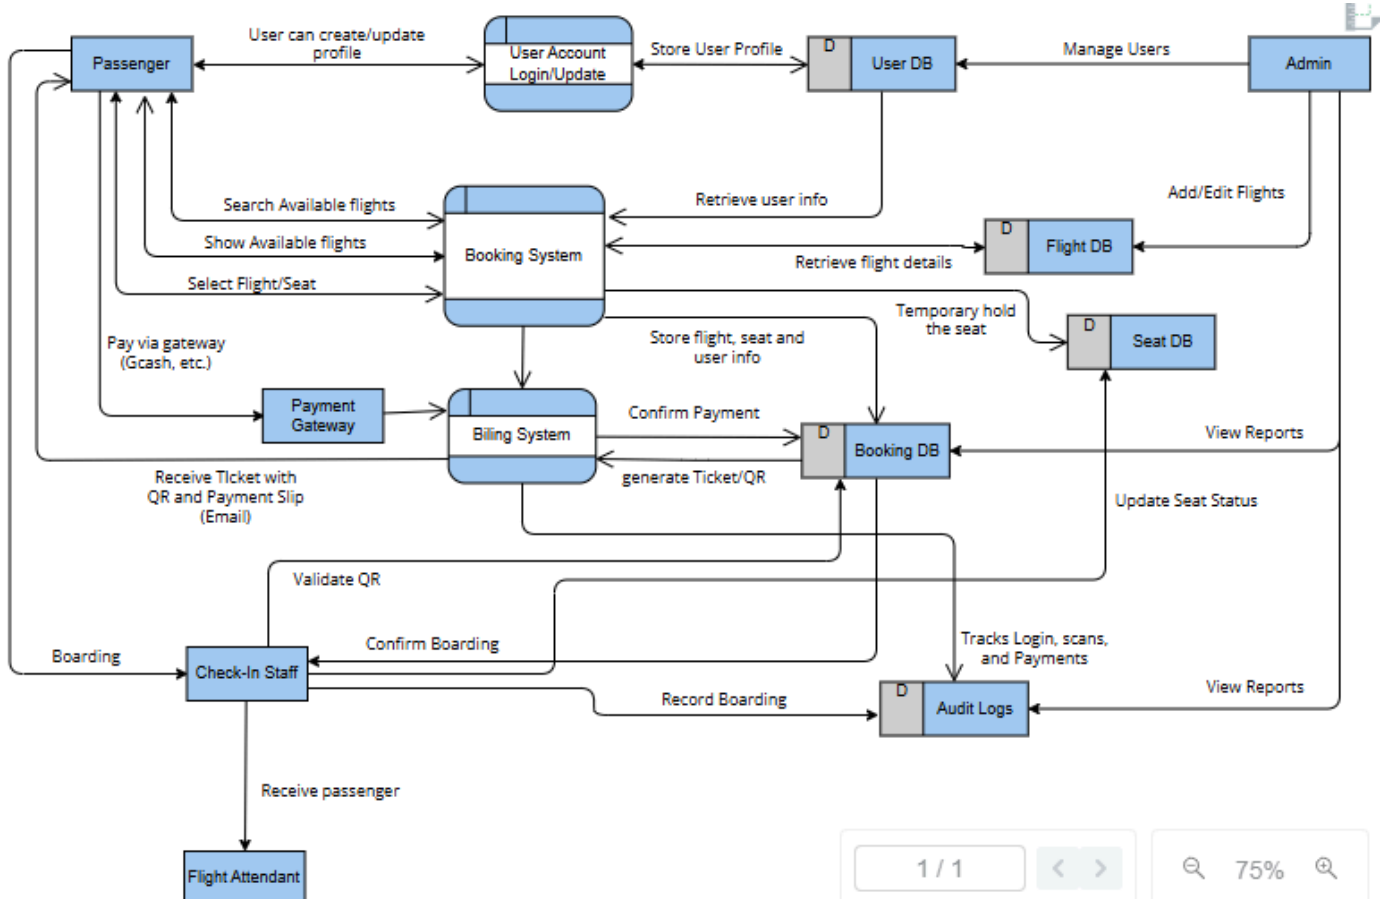 User can create/update
profile
Passenger
User Account
Login/Update
Store User Profile
D
User DB
Manage Users
Admin
Search Available flights
Retrieve user info
Add/Edit Flights
Show Available flights
Booking System
D
Flight DB
Retrieve flight details
Select Flight/Seat
Temporary hold
the seat
D
Seat DB
Store flight, seat and
user info
Pay via gateway
(Gcash, etc.)
Payment
Gateway
Confirm Payment
Biling System
D
Booking DB
View Reports
generate Ticket/QR
Receive TIcket with
QR and Payment Slip
(Email)
Update Seat Status
Validate QR
Confirm Boarding
Tracks Login, scans,
and Payments
Boarding
Check-In Staff
Record Boarding
D
Audit Logs
View Reports
Receive passenger
Flight Attendant
1 / 1
75%